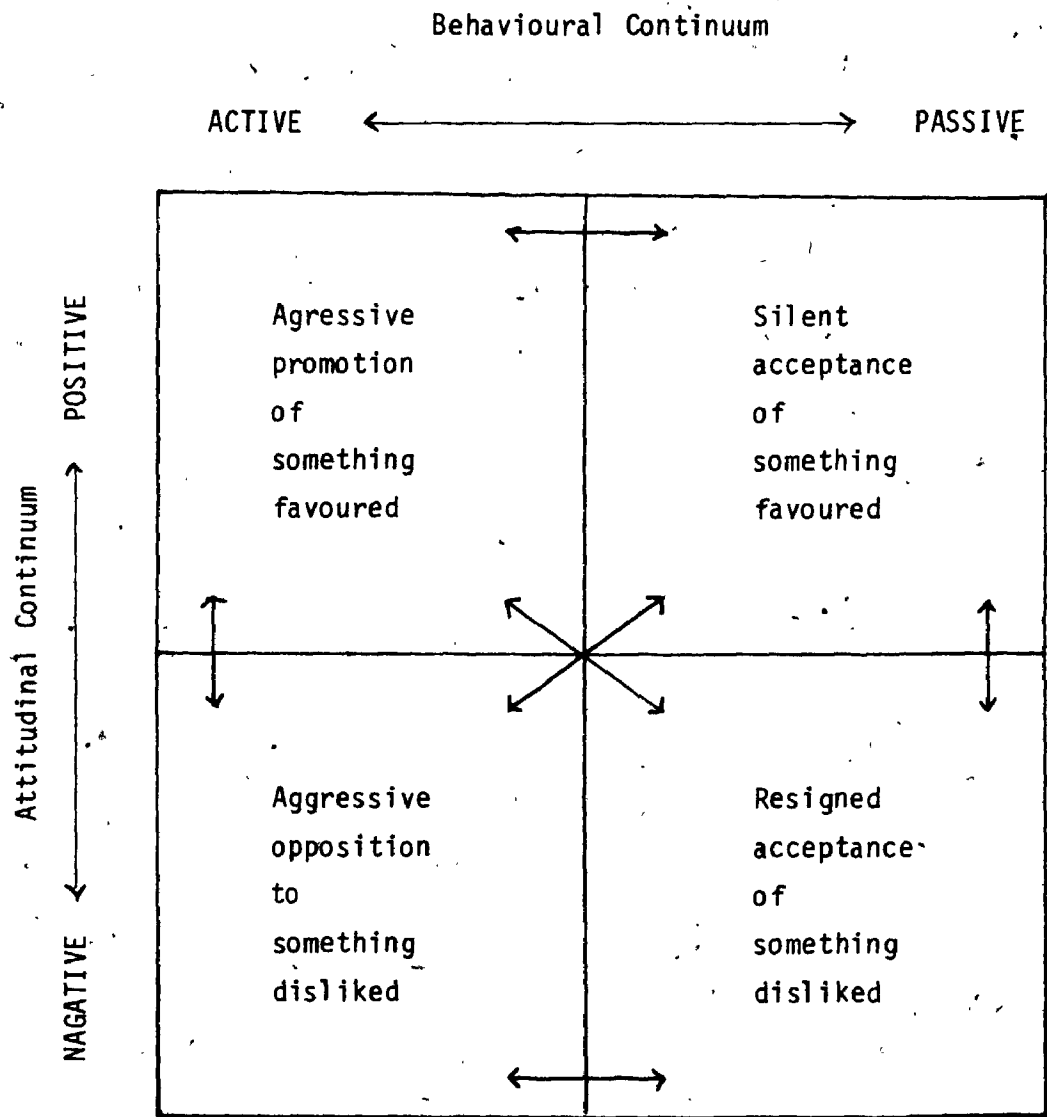 Behavioural Continuum
ACTIVE PASSIVE
Attitudinal Continuum
POSITIVE
NAGATIVE
Agressive
promotion
of
something
favoured
Silent
acceptance
of
something
favoured
Aggressive
opposition
to
something
disliked
Resigned
acceptance
of
something
disliked